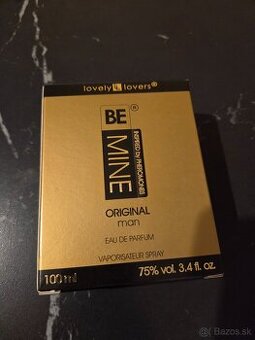 lovely L lovers®
BE®
MINE
INSPIRED by PHEROMONES
ORIGINAL
man
EAU DE PARFUM
VAPORISATEUR SPRAY
100 ml 75% vol. 3.4 fl. oz.
Bazos.sk